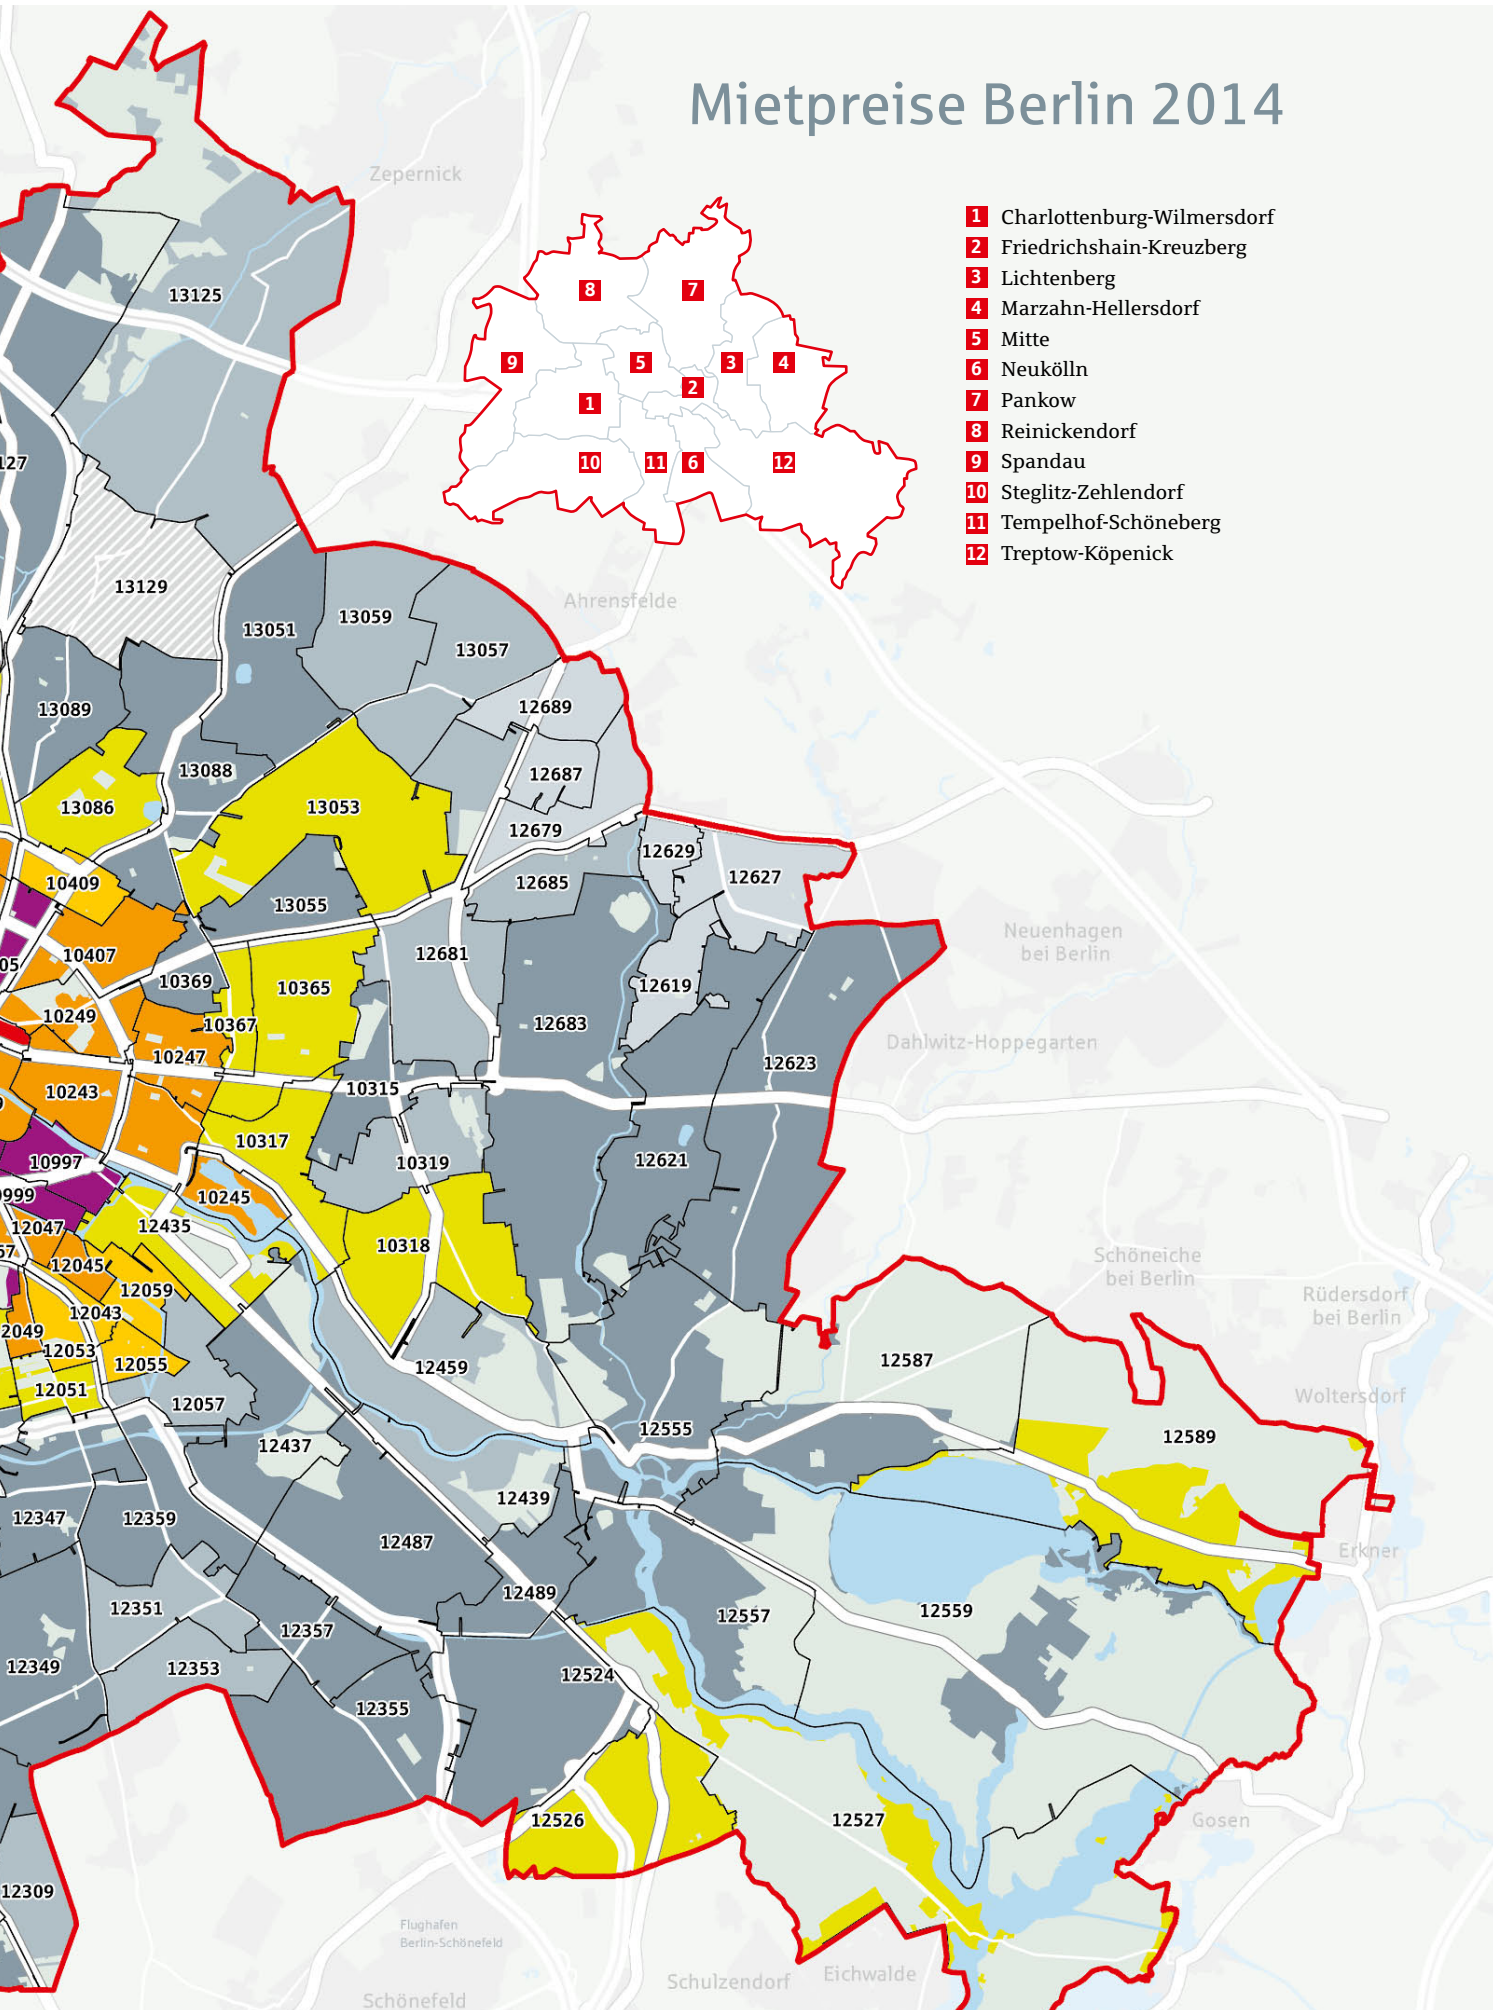 Mietpreise Berlin 2014
Zepernick
1 Charlottenburg-Wilmersdorf
2 Friedrichshain-Kreuzberg
3 Lichtenberg
4 Marzahn-Hellersdorf
5 Mitte
6 Neukölln
7 Pankow
8 Reinickendorf
9 Spandau
10 Steglitz-Zehlendorf
11 Tempelhof-Schöneberg
12 Treptow-Köpenick
8
7
9
5
3
4
2
1
10
11
6
12
13125
127
13129
Ahrensfelde
13051
13059
13057
13089
12689
13088
12687
13086
13053
12679
12629
12627
10409
12685
13055
Neuenhagen
bei Berlin
10407
12681
05
10369
10365
12619
10249
10367
12683
Dahlwitz-Hoppegarten
10247
12623
10243
10315
9
10317
10997
10319
12621
999
10245
12047
12435
67
12045
10318
Schöneiche
bei Berlin
12059
Rüdersdorf
bei Berlin
12043
2049
12053
12055
12459
12587
12051
12057
Woltersdorf
12555
12437
12589
12439
12347
12359
12487
Erkner
12489
12351
12557
12559
12357
12349
12353
12524
12355
12526
12527
Gosen
12309
Flughafen
Berlin-Schönefeld
Schulzendorf
Eichwalde
Schönefeld